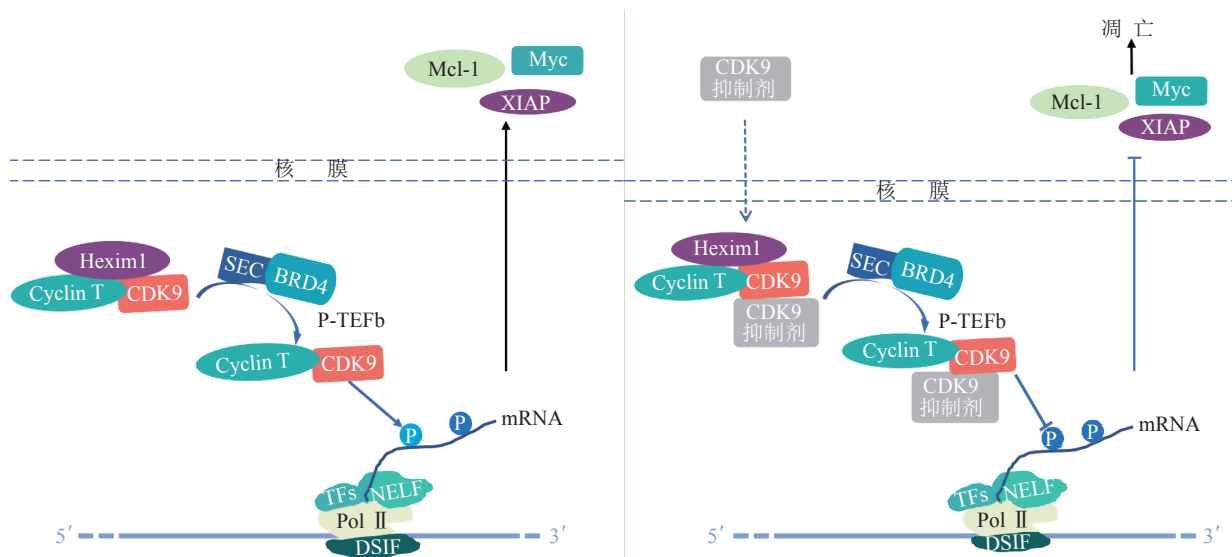 Mcl-1
Myc
XIAP
核 膜
Hexim1
Cyclin T
CDK9
SEC
BRD4
P-TEFb
Cyclin T
CDK9
P
P
mRNA
TFs
NELF
Pol Ⅱ
DSIF
5′
3′
凋 亡
CDK9
抑制剂
Mcl-1
Myc
XIAP
核 膜
Hexim1
Cyclin T
CDK9
CDK9
抑制剂
SEC
BRD4
P-TEFb
Cyclin T
CDK9
CDK9
抑制剂
P
P
mRNA
TFs
NELF
Pol Ⅱ
DSIF
5′
3′